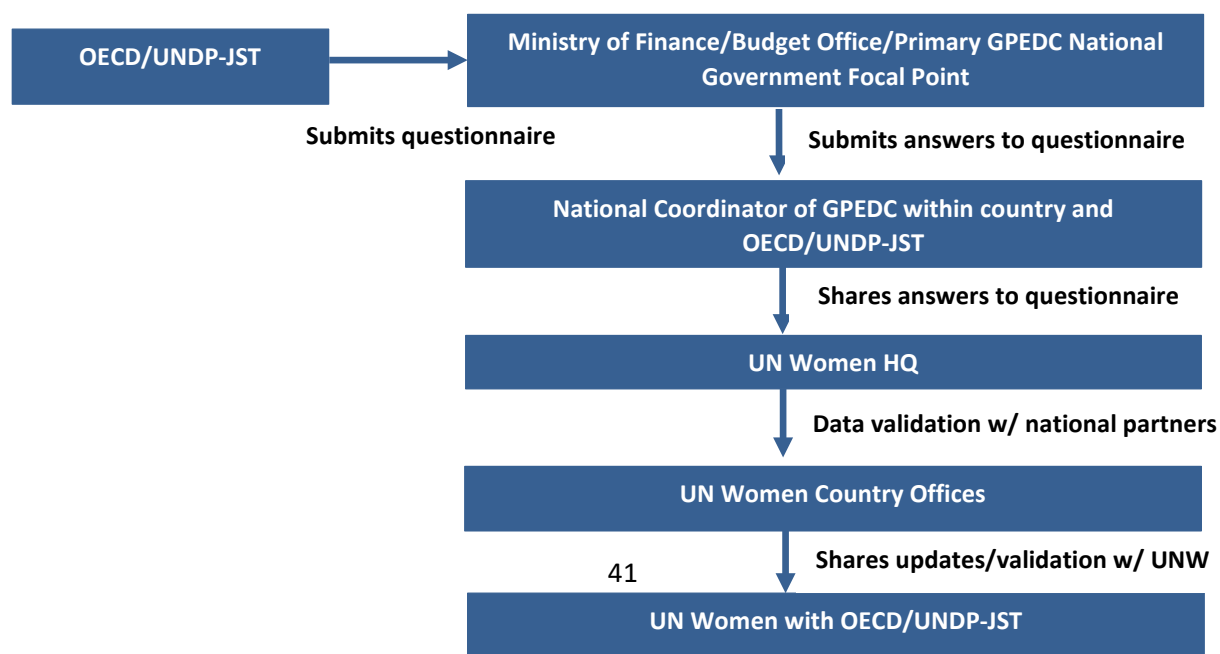 OECD/UNDP-JST
Ministry of Finance/Budget Office/Primary GPEDC National
Government Focal Point
Submits questionnaire
Submits answers to questionnaire
National Coordinator of GPEDC within country and
OECD/UNDP-JST
Shares answers to questionnaire
UN Women HQ
Data validation w/ national partners
UN Women Country Offices
Shares updates/validation w/ UNW
41
UN Women with OECD/UNDP-JST